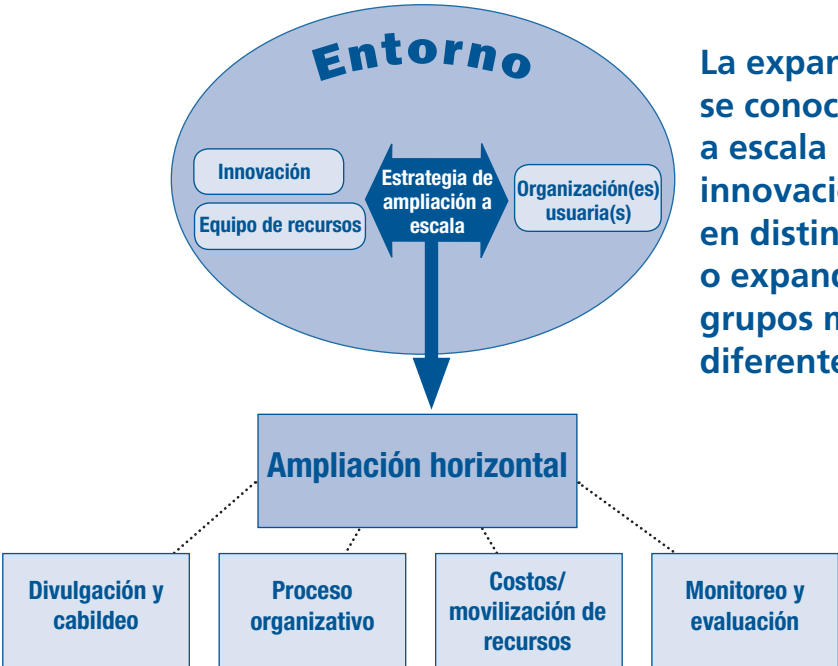 Entorno
Innovación
Equipo de recursos
Estrategia de
ampliación a
escala
Organización(es)
usuaria(s)
La expan
se conoc
a escala
innovaci
en distin
o expand
grupos n
diferente
Ampliación horizontal
Divulgación y
cabildeo
Proceso
organizativo
Costos/
movilización de
recursos
Monitoreo y
evaluación